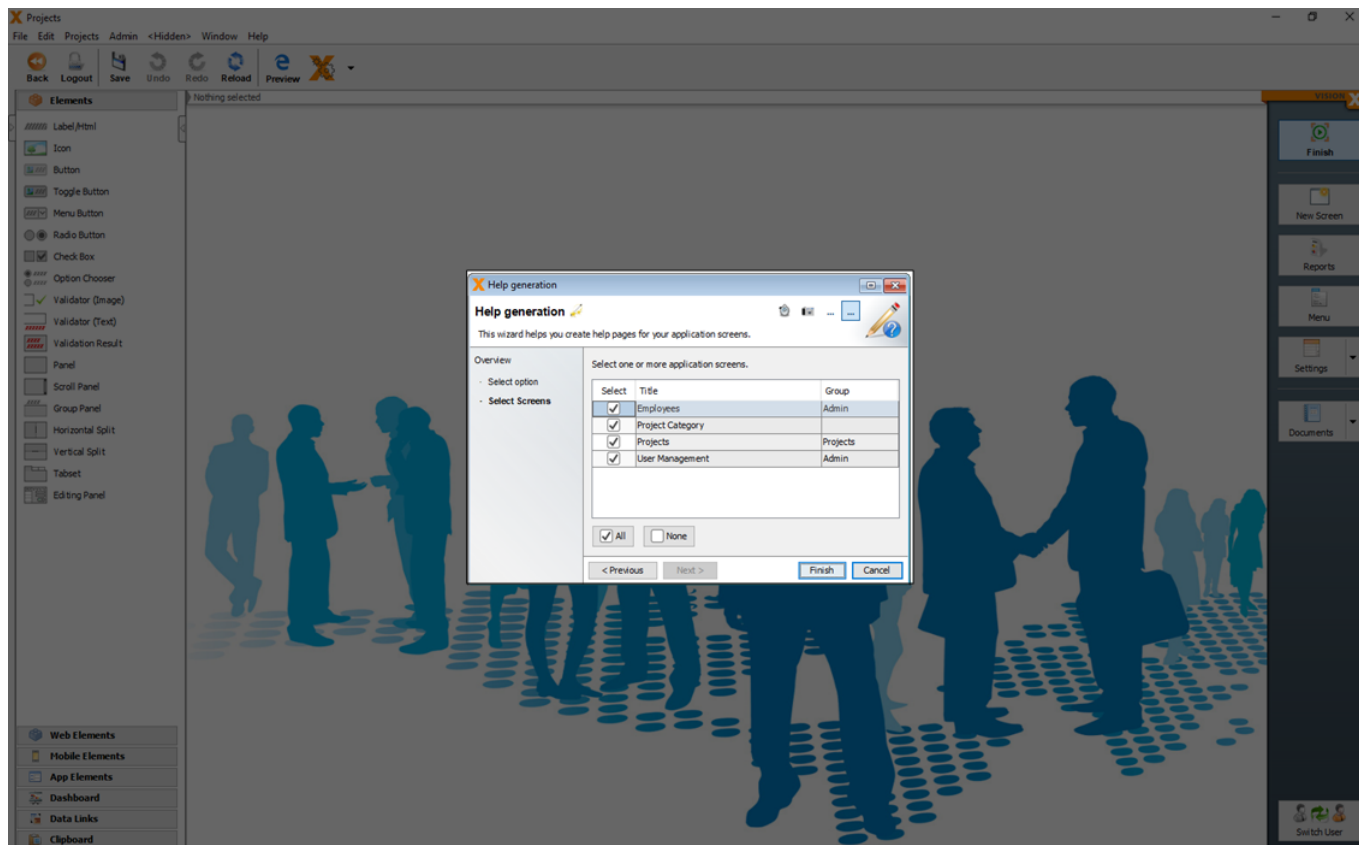 Projects
File Edit Projects Admin <Hidden> Window Help
Back Logout Save Undo Redo Reload Preview
Elements
Nothing selected
VISION X
Label/Html
Icon
Button
Toggle Button
Menu Button
Radio Button
Check Box
Option Chooser
Validator (Image)
Validator (Text)
Validation Result
Panel
Scroll Panel
Group Panel
Horizontal Split
Vertical Split
Tabset
Editing Panel
Web Elements
Mobile Elements
App Elements
Dashboard
Data Links
Clipboard
Help generation
Help generation
... ...
This wizard helps you create help pages for your application screens.
Overview
· Select option
· Select Screens
Select one or more application screens.
Select Title Group
Employees Admin
Project Category
Projects Projects
User Management Admin
All None
< Previous Next > Finish Cancel
Finish
New Screen
Reports
Menu
Settings
Documents
Switch User